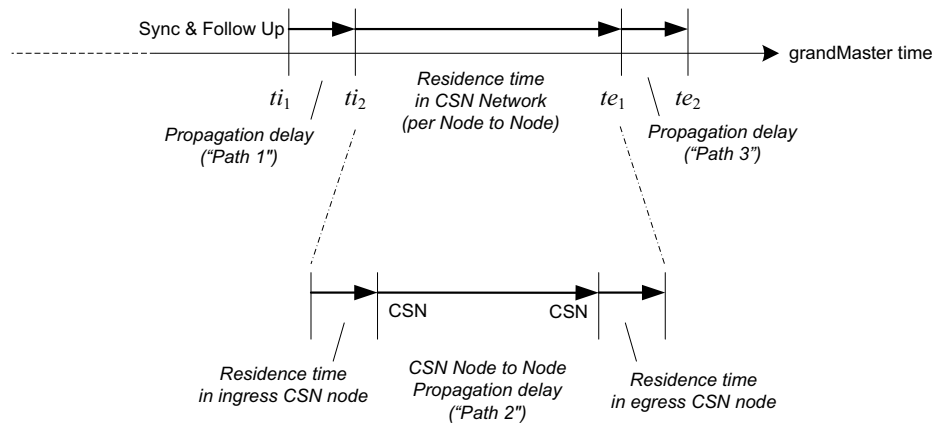 Sync & Follow Up
grandMaster time
ti1
ti2
Residence time
in CSN Network
(per Node to Node)
te1
te2
Propagation delay
(“Path 1")
Propagation delay
(“Path 3”)
CSN
CSN
Residence time
in ingress CSN node
CSN Node to Node
Propagation delay
(“Path 2")
Residence time
in egress CSN node